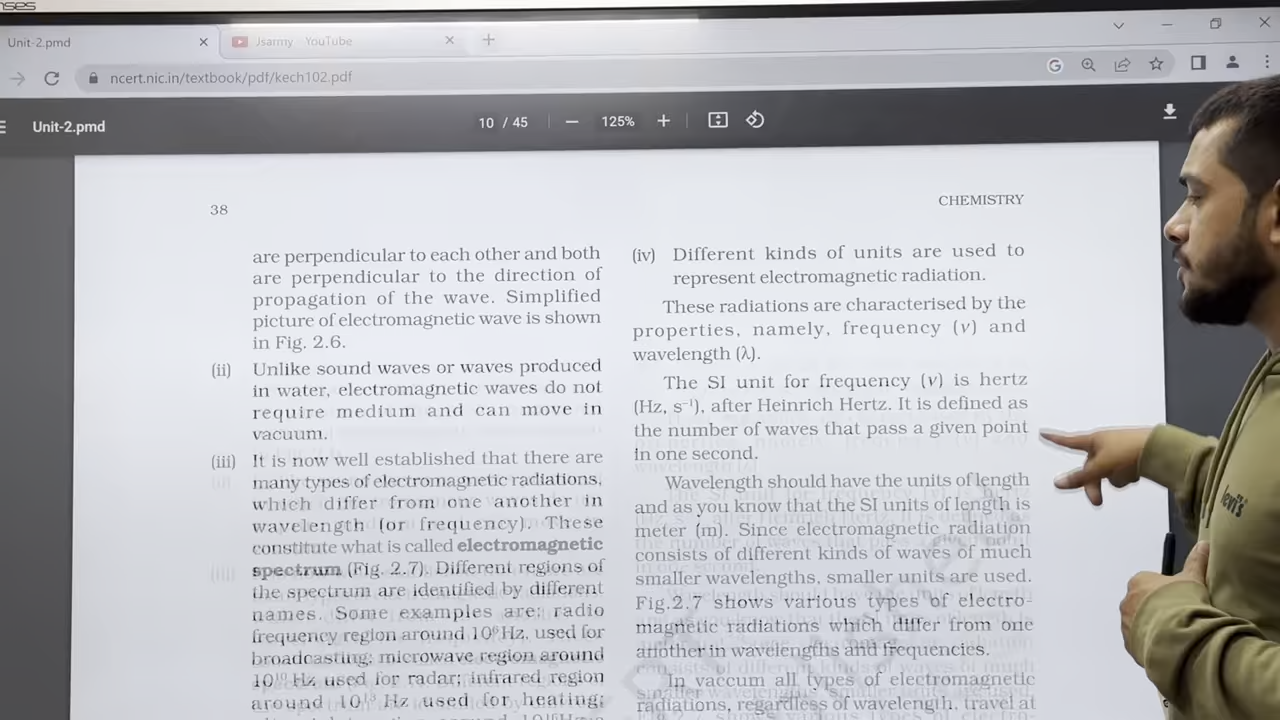 Unit-2.pmd
Jsarmy YouTube
ncert.nic.in/textbook/pdf/kech102.pdf
Unit-2.pmd
10 / 45
125%
38
CHEMISTRY
are perpendicular to each other and both
are perpendicular to the direction of
propagation of the wave. Simplified
picture of electromagnetic wave is shown
in Fig. 2.6.
(ii) Unlike sound waves or waves produced
in water, electromagnetic waves do not
require medium and can move in
vacuum.
(iii) It is now well established that there are
many types of electromagnetic radiations,
which differ from one another in
wavelength (or frequency). These
constitute what is called electromagnetic
spectrum (Fig. 2.7). Different regions of
the spectrum are identified by different
names. Some examples are: radio
frequency region around 10⁶ Hz, used for
broadcasting; microwave region around
10¹⁰ Hz used for radar; infrared region
around 10¹³ Hz used for heating;
(iv) Different kinds of units are used to
represent electromagnetic radiation.
These radiations are characterised by the
properties, namely, frequency (ν) and
wavelength (λ).
The SI unit for frequency (ν) is hertz
(Hz, s⁻¹), after Heinrich Hertz. It is defined as
the number of waves that pass a given point
in one second.
Wavelength should have the units of length
and as you know that the SI units of length is
meter (m). Since electromagnetic radiation
consists of different kinds of waves of much
smaller wavelengths, smaller units are used.
Fig.2.7 shows various types of electro-
magnetic radiations which differ from one
another in wavelengths and frequencies.
In vaccum all types of electromagnetic
radiations, regardless of wavelength, travel at
levi's